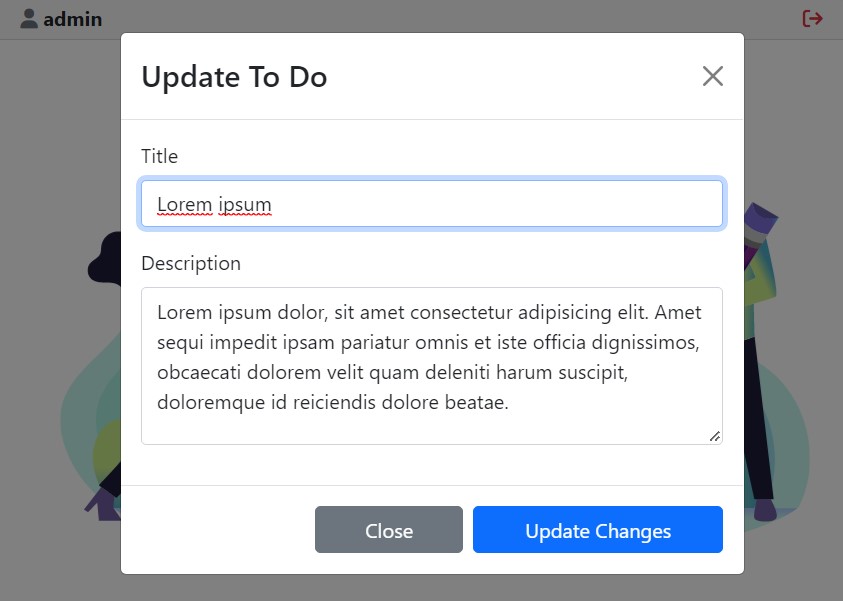 admin
Update To Do
Title
Lorem ipsum
Description
Lorem ipsum dolor, sit amet consectetur adipisicing elit. Amet
sequi impedit ipsam pariatur omnis et iste officia dignissimos,
obcaecati dolorem velit quam deleniti harum suscipit,
doloremque id reiciendis dolore beatae.
Close
Update Changes